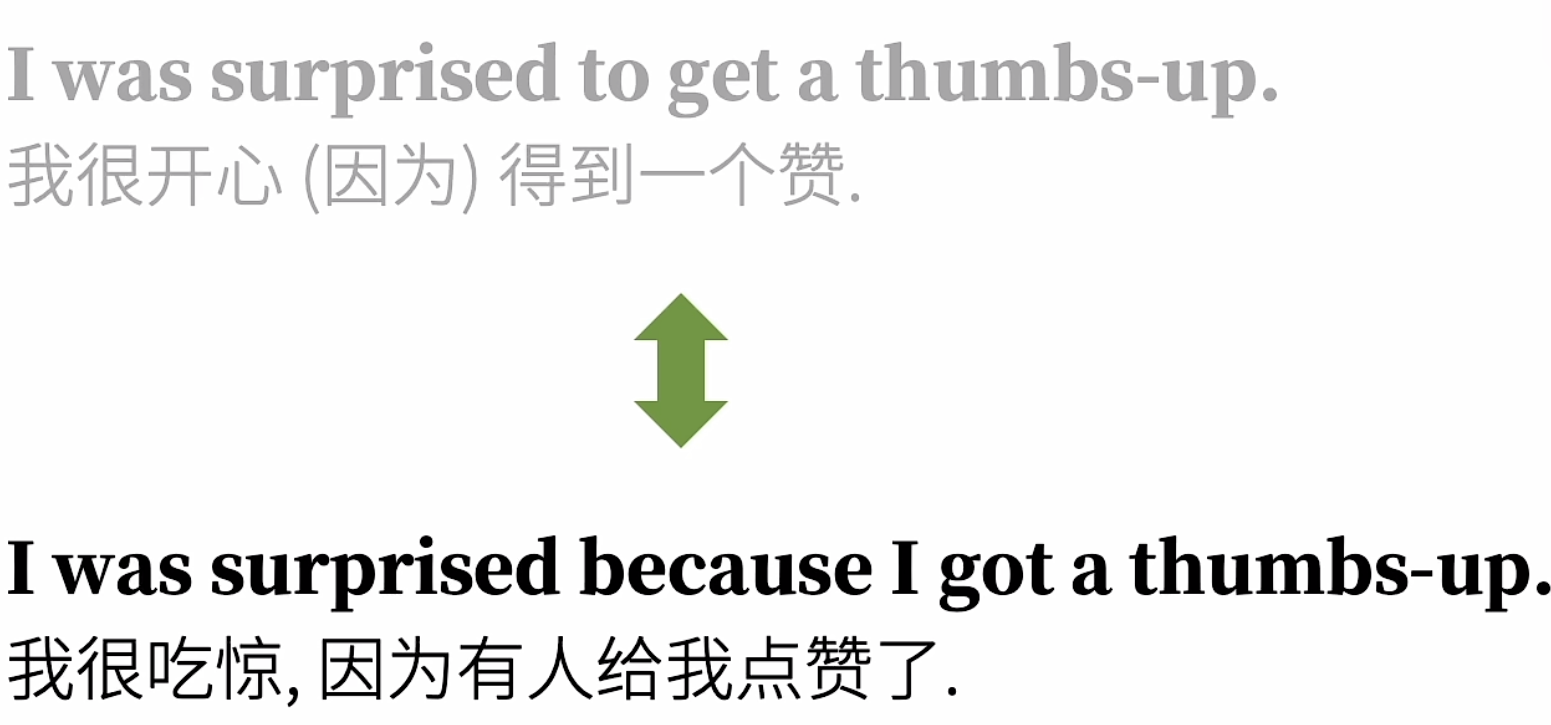 I was surprised to get a thumbs-up.
我很开心 (因为) 得到一个赞.
I was surprised because I got a thumbs-up.
我很吃惊, 因为有人给我点赞了.